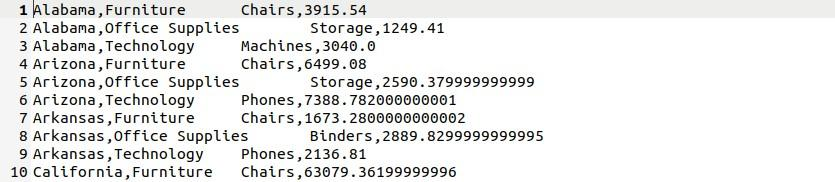 1 Alabama,Furniture	Chairs,3915.54
2 Alabama,Office Supplies	Storage,1249.41
3 Alabama,Technology	Machines,3040.0
4 Arizona,Furniture	Chairs,6499.08
5 Arizona,Office Supplies	Storage,2590.379999999999
6 Arizona,Technology	Phones,7388.782000000001
7 Arkansas,Furniture	Chairs,1673.2800000000002
8 Arkansas,Office Supplies	Binders,2889.8299999999995
9 Arkansas,Technology	Phones,2136.81
10 California,Furniture	Chairs,63079.36199999996